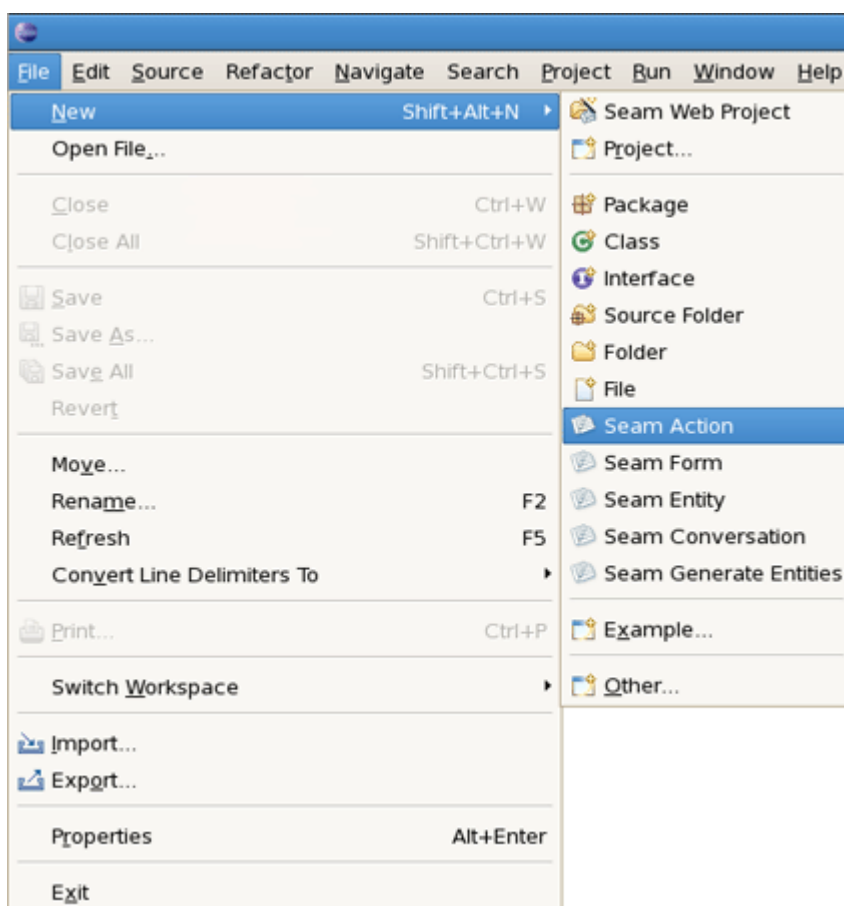 File Edit Source Refactor Navigate Search Project Run Window Help
New Shift+Alt+N
Open File...
Close Ctrl+W
Close All Shift+Ctrl+W
Save Ctrl+S
Save As...
Save All Shift+Ctrl+S
Revert
Move...
Rename... F2
Refresh F5
Convert Line Delimiters To
Print... Ctrl+P
Switch Workspace
Import...
Export...
Properties Alt+Enter
Exit
Seam Web Project
Project...
Package
Class
Interface
Source Folder
Folder
File
Seam Action
Seam Form
Seam Entity
Seam Conversation
Seam Generate Entities
Example...
Other...